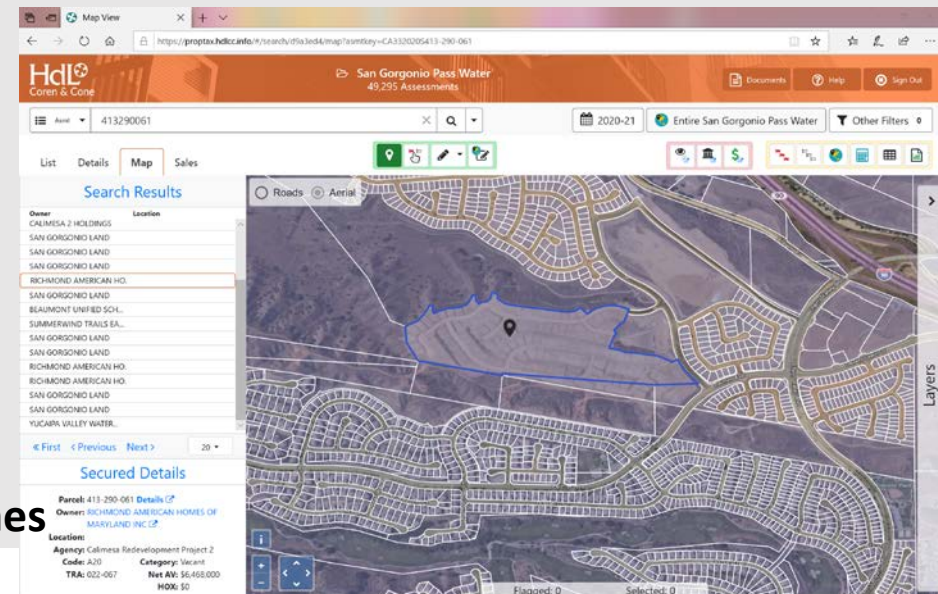 Map View
https://proptax.hdlcc.info/#/search/d9a3ed4/map?asmtkey=CA3320205413-290-061
HdL
Coren & Cone
San Gorgonio Pass Water
49,295 Assessments
Documents
Help
Sign Out
Asmt
413290061
2020-21
Entire San Gorgonio Pass Water
Other Filters 0
List Details Map Sales
Search Results
Roads Aerial
Owner Location
CALIMESA 2 HOLDINGS
SAN GORGONIO LAND
SAN GORGONIO LAND
SAN GORGONIO LAND
RICHMOND AMERICAN HO.
SAN GORGONIO LAND
BEAUMONT UNIFIED SCH...
SUMMERWIND TRAILS EA...
SAN GORGONIO LAND
SAN GORGONIO LAND
RICHMOND AMERICAN HO.
RICHMOND AMERICAN HO.
SAN GORGONIO LAND
SAN GORGONIO LAND
YUCAIPA VALLEY WATER..
Layers
« First < Previous Next > 20
Secured Details
Parcel: 413-290-061 Details
Owner: RICHMOND AMERICAN HOMES OF
MARYLAND INC
nes
Location:
Agency: Calimesa Redevelopment Project 2
Code: A20 Category: Vacant
TRA: 022-067 Net AV: $6,468,000
HOX: $0
Flagged: 0 Selected: 0